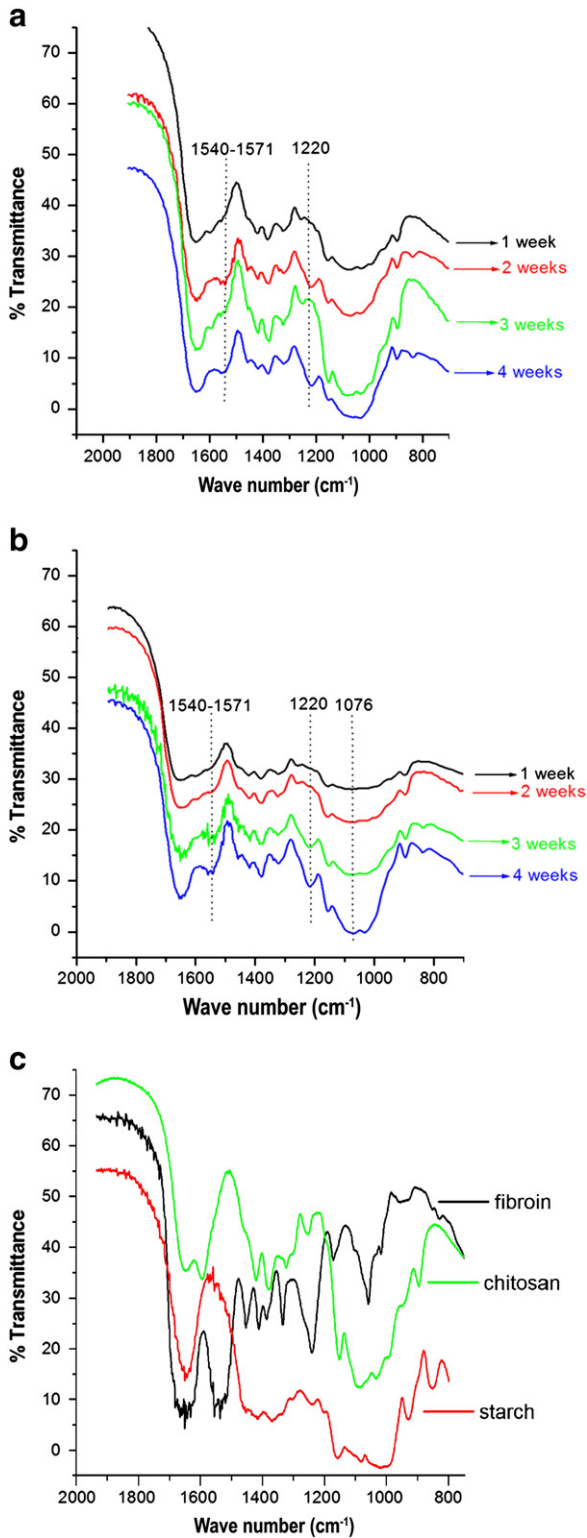 a
70
60
50
40
30
20
10
0
% Transmittance
1540-1571
1220
1 week
2 weeks
3 weeks
4 weeks
2000 1800 1600 1400 1200 1000 800
Wave number (cm-1)
b
70
60
50
40
30
20
10
0
% Transmittance
1540-1571
1220
1076
1 week
2 weeks
3 weeks
4 weeks
2000 1800 1600 1400 1200 1000 800
Wave number (cm-1)
c
70
60
50
40
30
20
10
0
% Transmittance
fibroin
chitosan
starch
2000 1800 1600 1400 1200 1000 800
Wave number (cm-1)